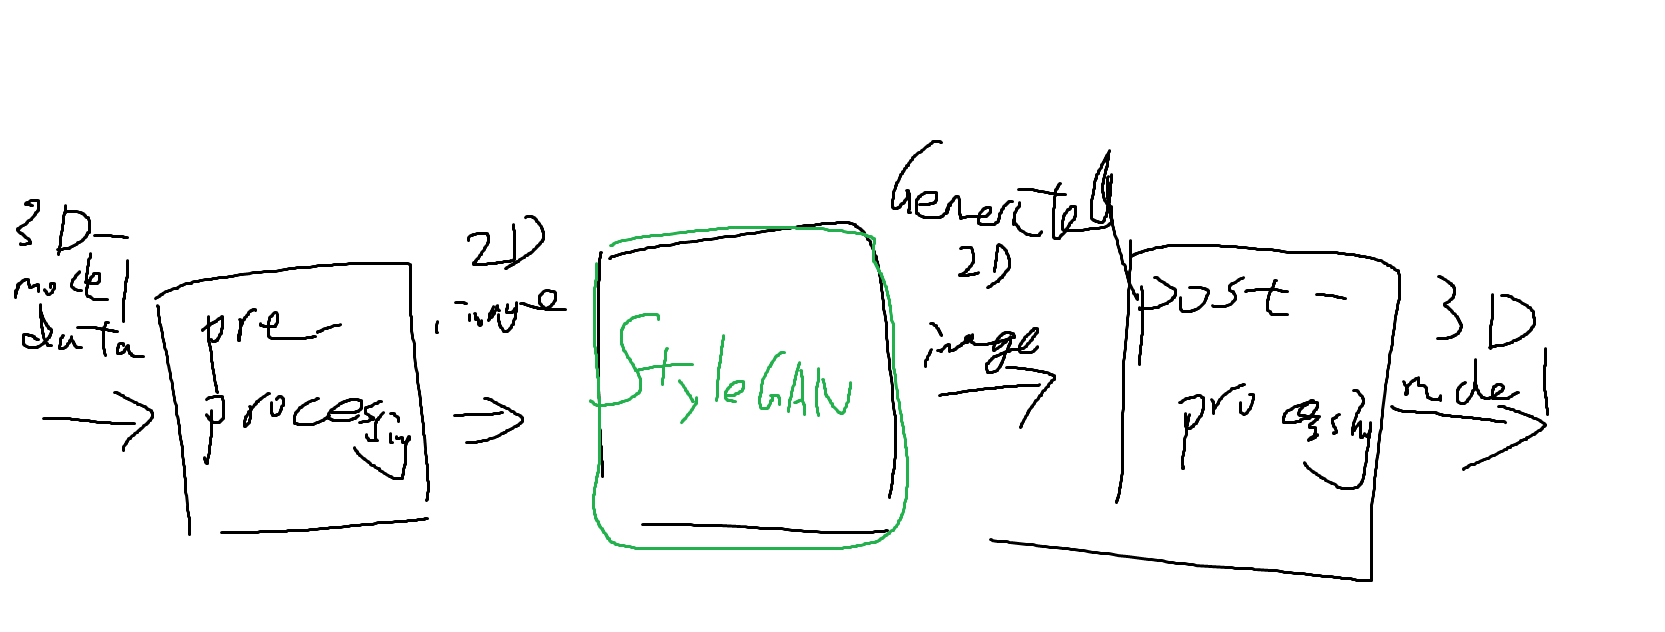 3D-
model
data
pre-
processing
2D
image
StyleGAN
Generated
2D
image
post-
processing
3D
model